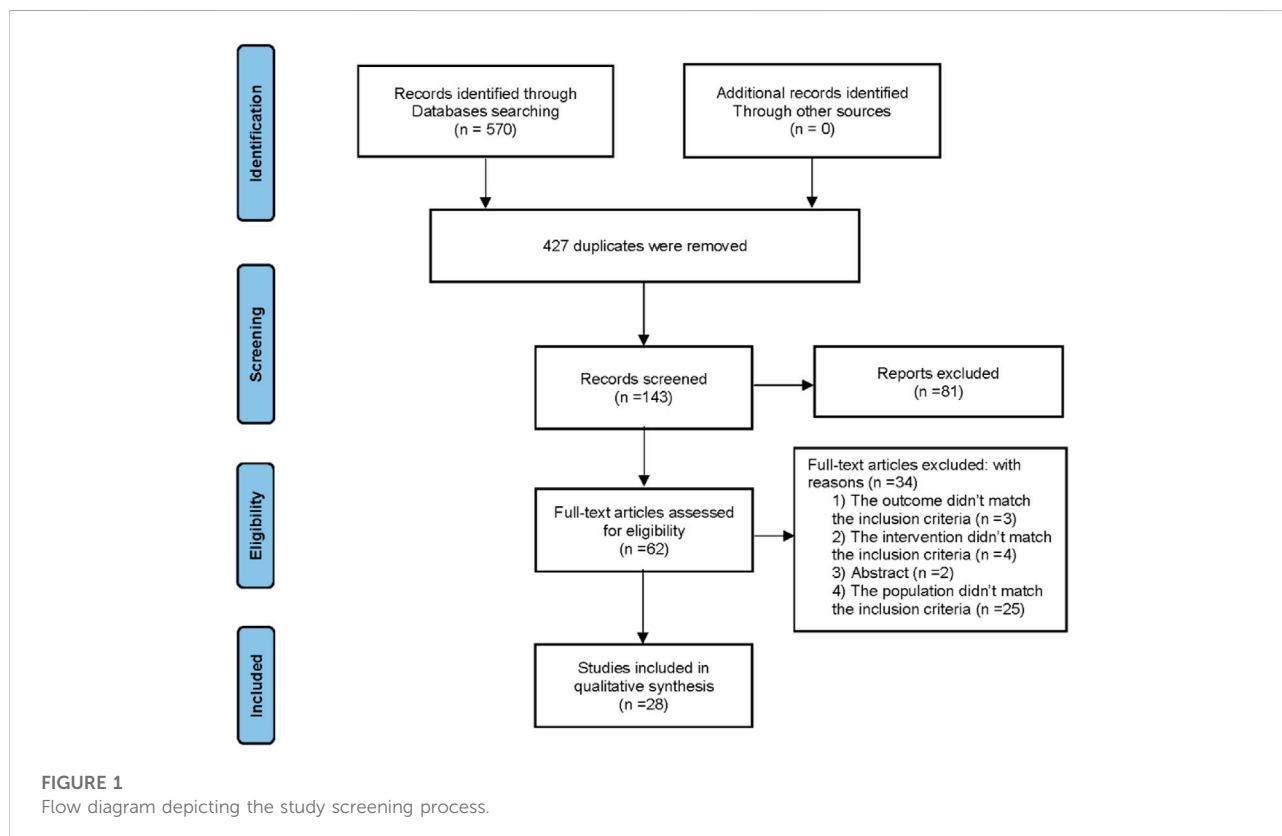 Identification
Records identified through
Databases searching
(n = 570)
Additional records identified
Through other sources
(n = 0)
427 duplicates were removed
Screening
Records screened
(n =143)
Reports excluded
(n =81)
Eligibility
Full-text articles assessed
for eligibility
(n =62)
Full-text articles excluded: with
reasons (n =34)
1) The outcome didn't match
the inclusion criteria (n =3)
2) The intervention didn't match
the inclusion criteria (n =4)
3) Abstract (n =2)
4) The population didn't match
the inclusion criteria (n =25)
Included
Studies included in
qualitative synthesis
(n =28)
FIGURE 1
Flow diagram depicting the study screening process.